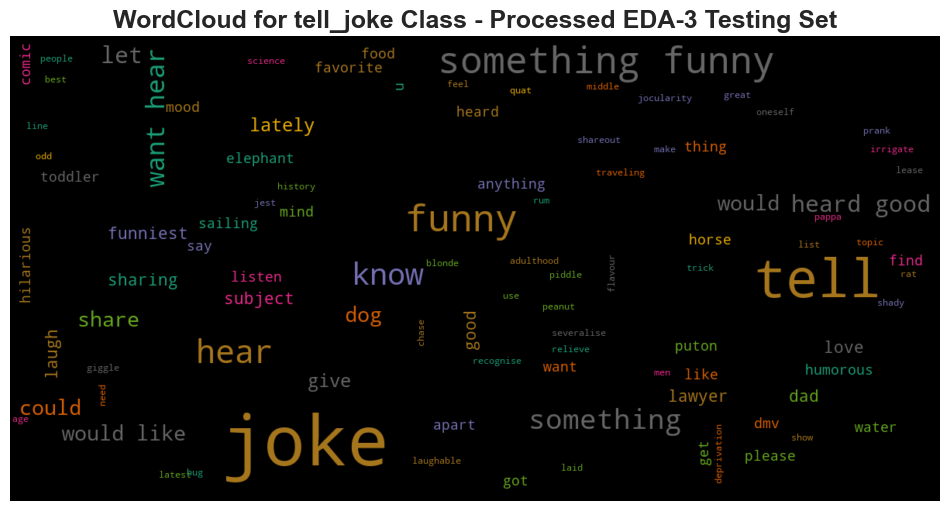 WordCloud for tell_joke Class - Processed EDA-3 Testing Set
comic
people
let
want hear
science
food
favorite
something funny
best
mood
n
feel
quat
middle
jocularity
great
oneself
line
lately
heard
shareout
make
thing
prank
irrigate
odd
elephant
toddler
history
anything
traveling
lease
jest
mind
rum
would
heard good
pappa
sailing
funny
funniest
say
hilarious
horse
list
topic
find
sharing
listen
know
blonde
adulthood
piddle
flavour
trick
tell
rat
subject
use
shady
share
dog
peanut
chase
good
severalise
laugh
hear
relieve
puton
love
giggle
recognise
want
men
like
humorous
need
give
lawyer
dad
could
age
would like
joke
apart
something
dmv
water
show
get
deprivation
please
laughable
laid
latest
bug
got